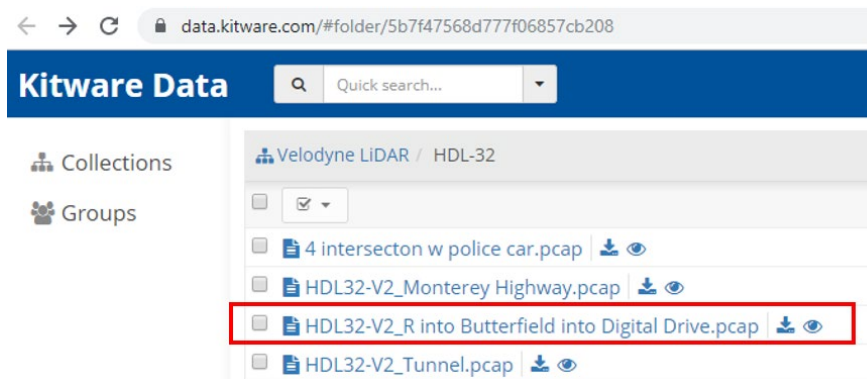 data.kitware.com/#folder/5b7f47568d777f06857cb208
Kitware Data
Quick search...
Collections
Groups
Velodyne LiDAR / HDL-32
4 intersecton w police car.pcap
HDL32-V2_Monterey Highway.pcap
HDL32-V2_R into Butterfield into Digital Drive.pcap
HDL32-V2_Tunnel.pcap